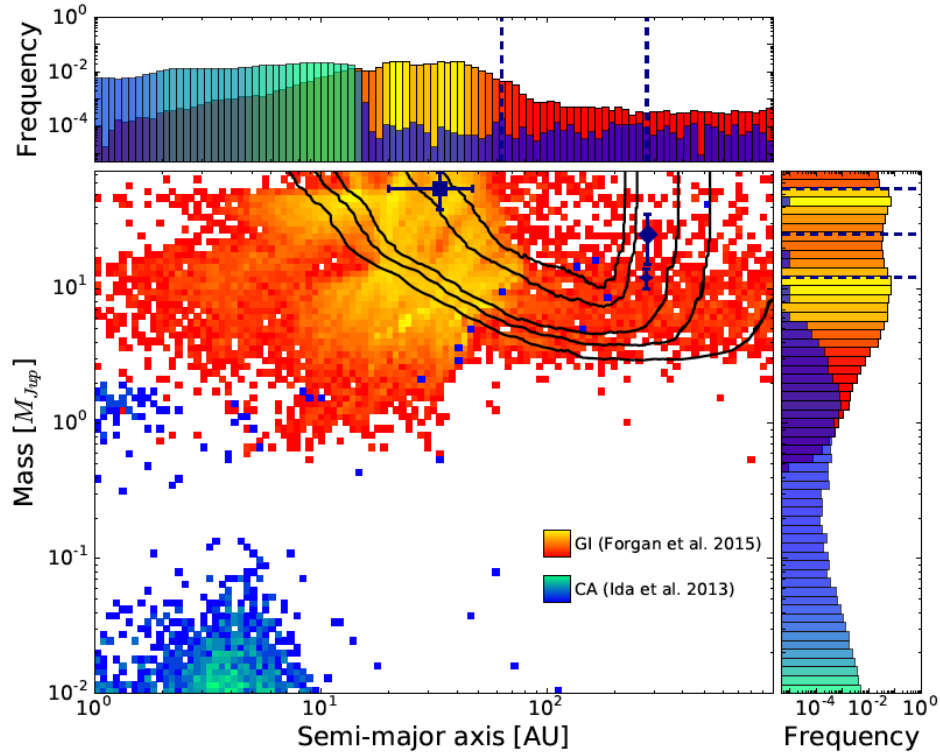 10^0
10^-2
10^-4
Frequency
10^1
10^0
10^-1
10^-2
Mass [M_Jup]
GI (Forgan et al. 2015)
CA (Ida et al. 2013)
10^0
10^1
10^2
Semi-major axis [AU]
10^-4
10^-2
10^0
Frequency